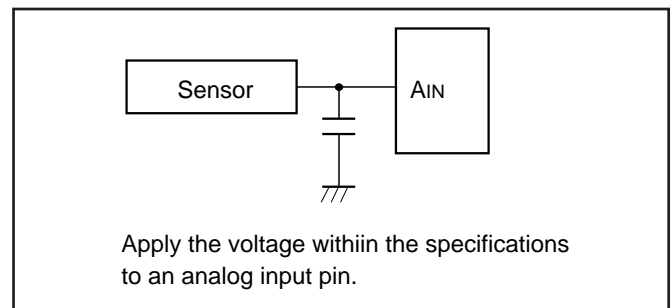 Sensor
AIN
Apply the voltage withiin the specifications
to an analog input pin.